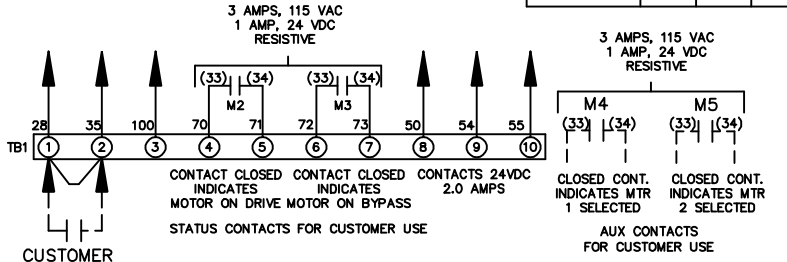 3 AMPS, 115 VAC
1 AMP, 24 VDC
RESISTIVE
3 AMPS, 115 VAC
1 AMP, 24 VDC
RESISTIVE
(33) (34) (33) (34)
M2 M3
M4 M5
(33) (34) (33) (34)
28 35 100 70 71 72 73 50 54 55
TB1 1 2 3 4 5 6 7 8 9 10
CONTACT CLOSED
INDICATES
MOTOR ON DRIVE
CONTACT CLOSED
INDICATES
MOTOR ON BYPASS
CONTACTS 24VDC
2.0 AMPS
CLOSED CONT.
INDICATES MTR
1 SELECTED
CLOSED CONT.
INDICATES MTR
2 SELECTED
STATUS CONTACTS FOR CUSTOMER USE
AUX CONTACTS
FOR CUSTOMER USE
CUSTOMER